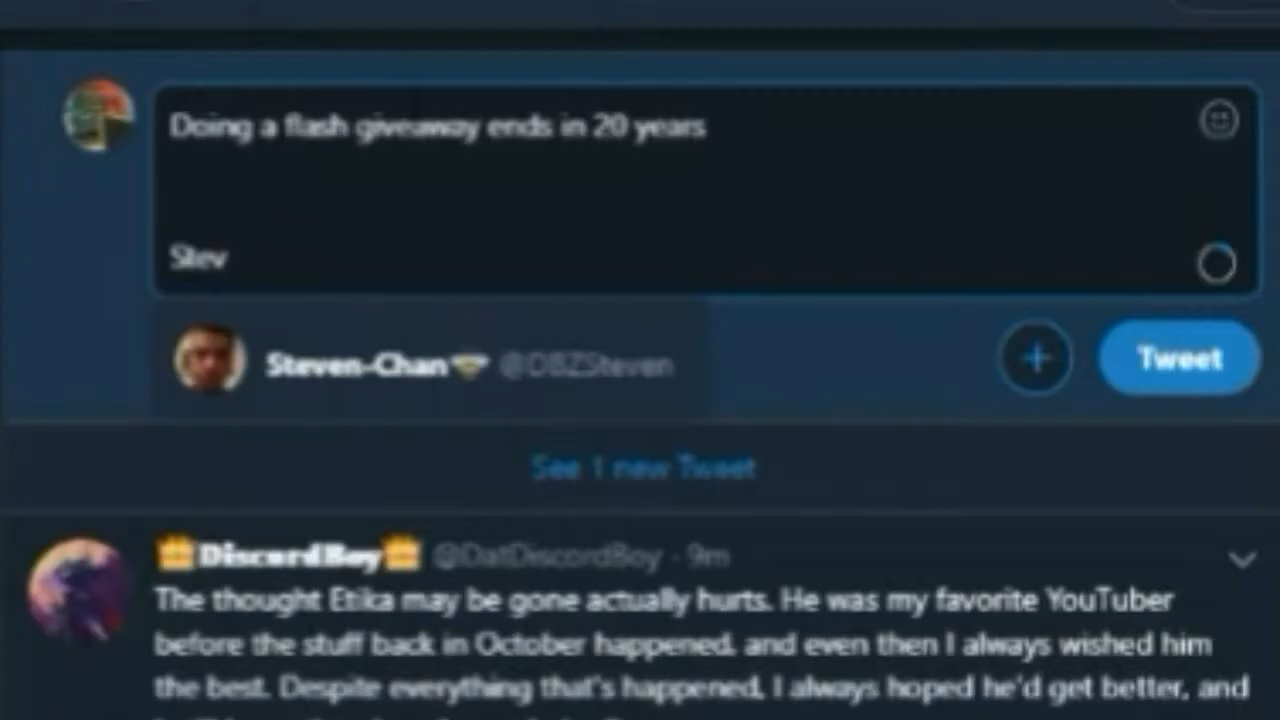 Doing a flash giveaway ends in 20 years
Stev
Steven-Chan @DBZSteven
Tweet
See 1 new Tweet
DiscordBoy @DatDiscordBoy · 9m
The thought Etika may be gone actually hurts. He was my favorite YouTuber
before the stuff back in October happened, and even then I always wished him
the best. Despite everything that's happened, I always hoped he'd get better, and